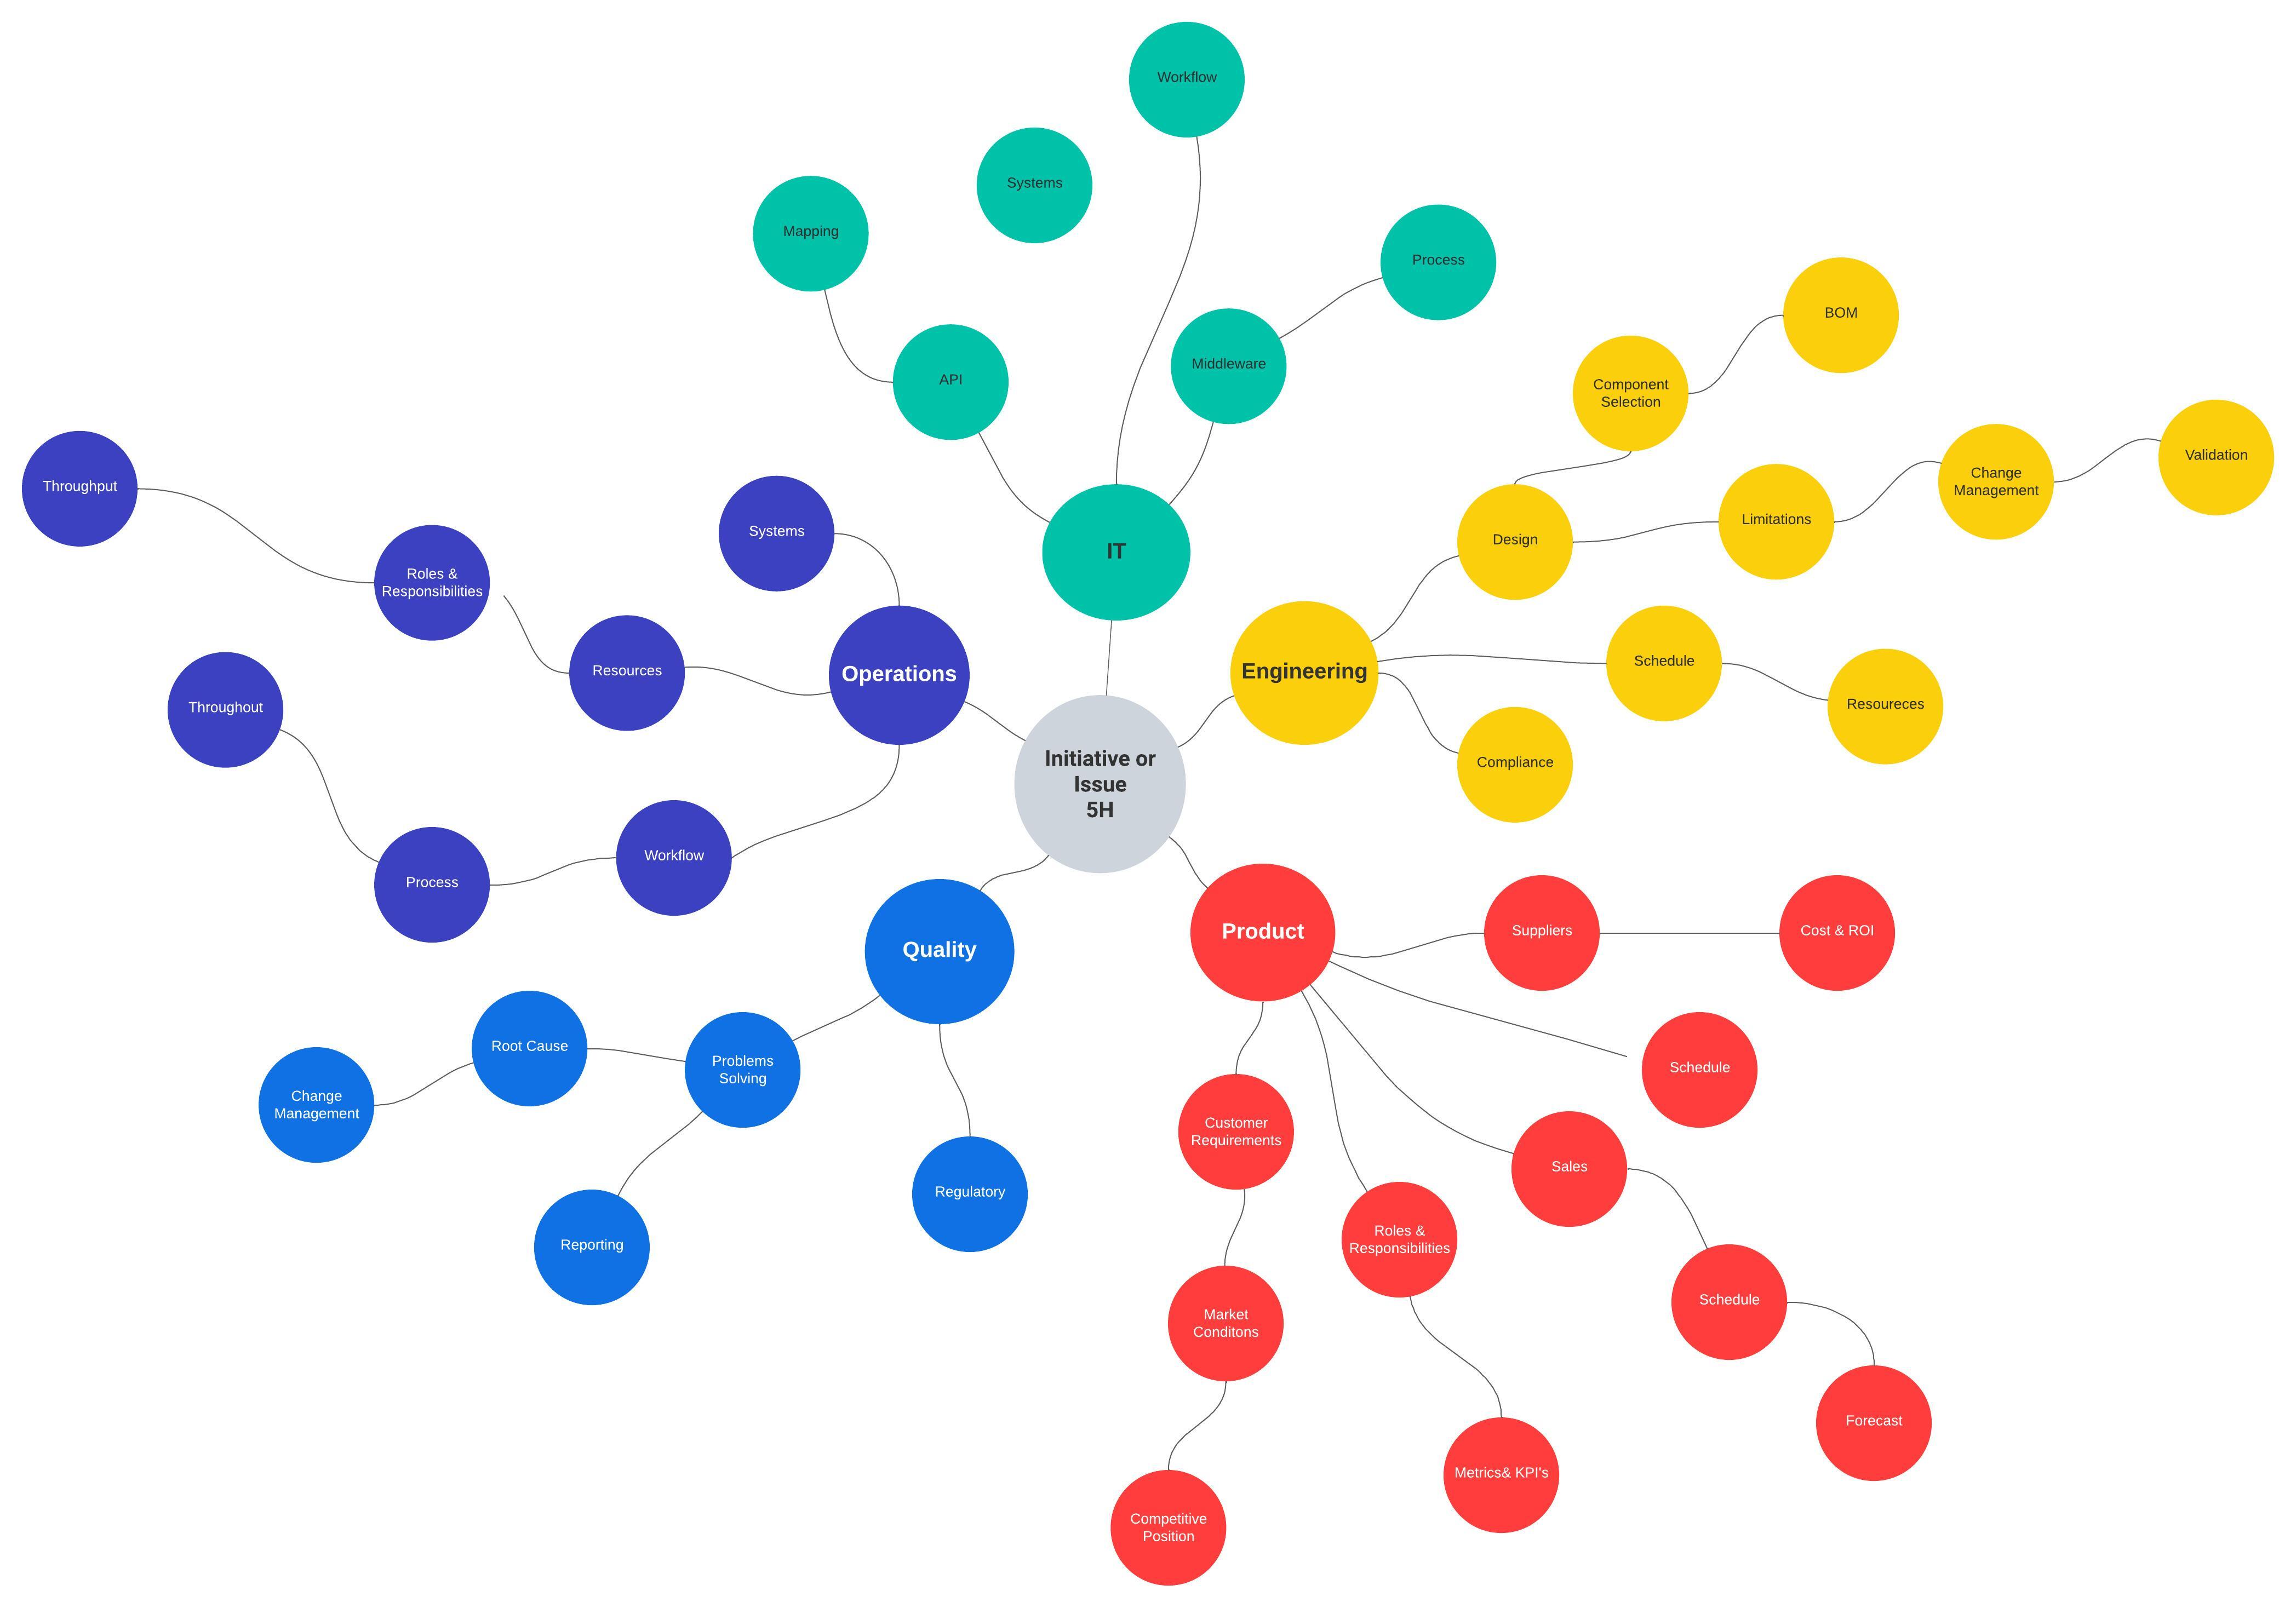 Workflow
Systems
Mapping
Process
API
Middleware
IT
BOM
Component
Selection
Change
Management
Validation
Limitations
Design
Engineering
Schedule
Resoureces
Compliance
Throughput
Roles &
Responsibilities
Systems
Resources
Operations
Throughout
Workflow
Process
Initiative or
Issue
5H
Quality
Root Cause
Problems
Solving
Change
Management
Reporting
Regulatory
Product
Suppliers
Cost & ROI
Schedule
Customer
Requirements
Sales
Roles &
Responsibilities
Schedule
Market
Conditons
Forecast
Metrics& KPI's
Competitive
Position